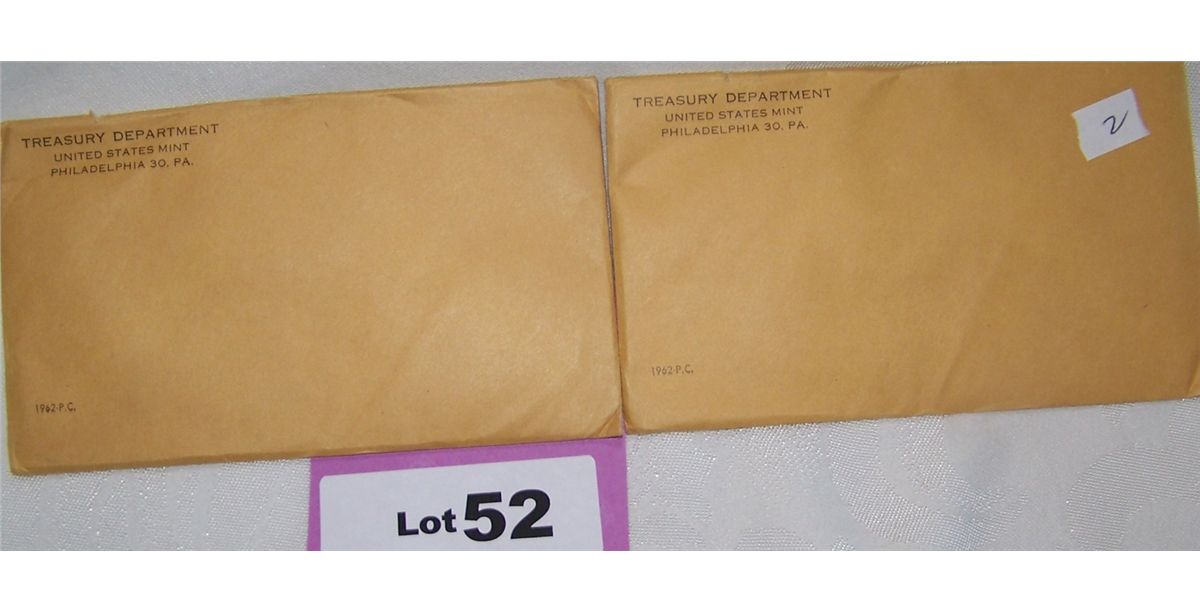 TREASURY DEPARTMENT
UNITED STATES MINT
PHILADELPHIA 30, PA.
1962-P.C.
TREASURY DEPARTMENT
UNITED STATES MINT
PHILADELPHIA 30, PA.
2
1962-P.C.
Lot 52